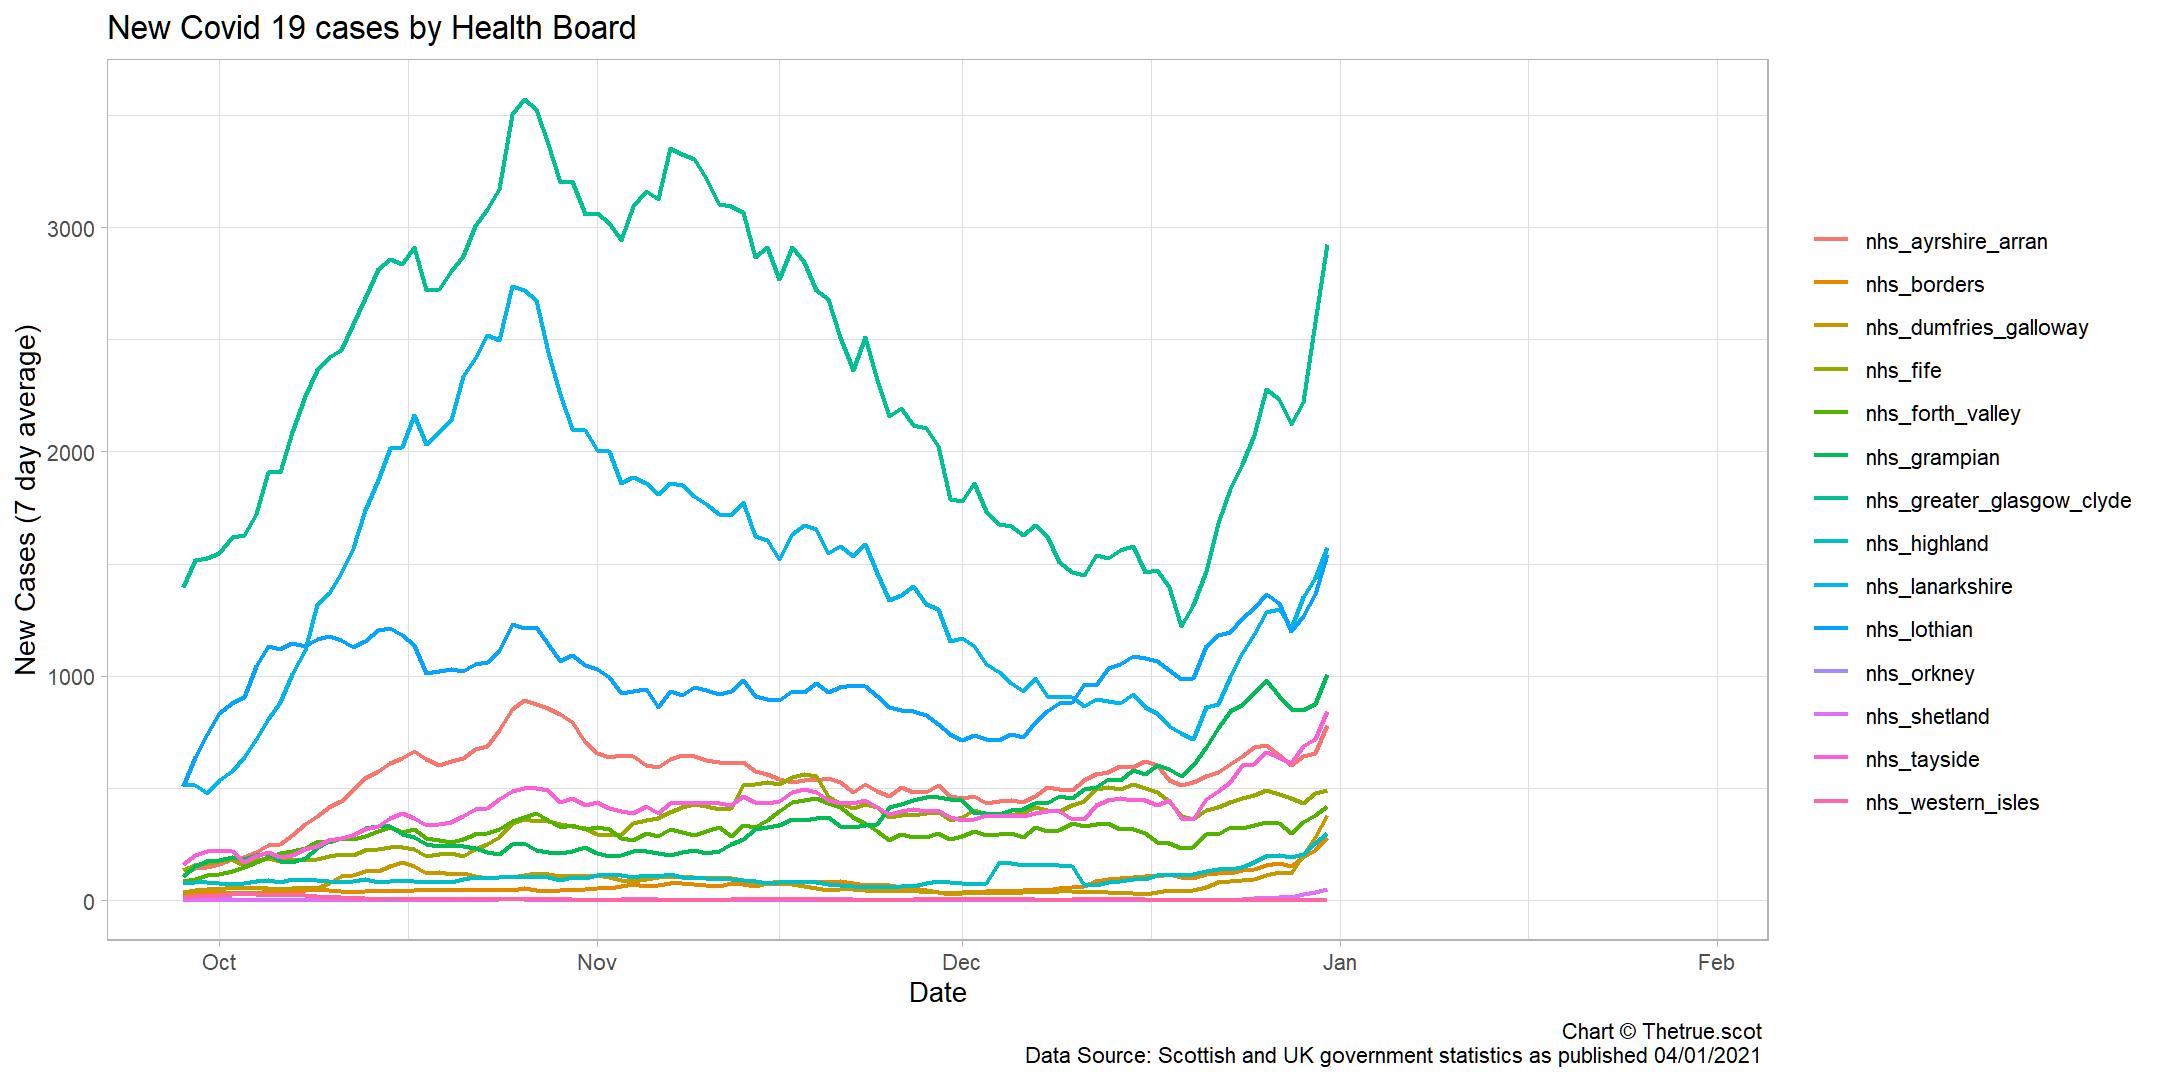 New Covid 19 cases by Health Board
New Cases (7 day average)
3000
2000
1000
0
Oct
Nov
Dec
Jan
Feb
Date
nhs_ayrshire_arran
nhs_borders
nhs_dumfries_galloway
nhs_fife
nhs_forth_valley
nhs_grampian
nhs_greater_glasgow_clyde
nhs_highland
nhs_lanarkshire
nhs_lothian
nhs_orkney
nhs_shetland
nhs_tayside
nhs_western_isles
Chart © Thetrue.scot
Data Source: Scottish and UK government statistics as published 04/01/2021